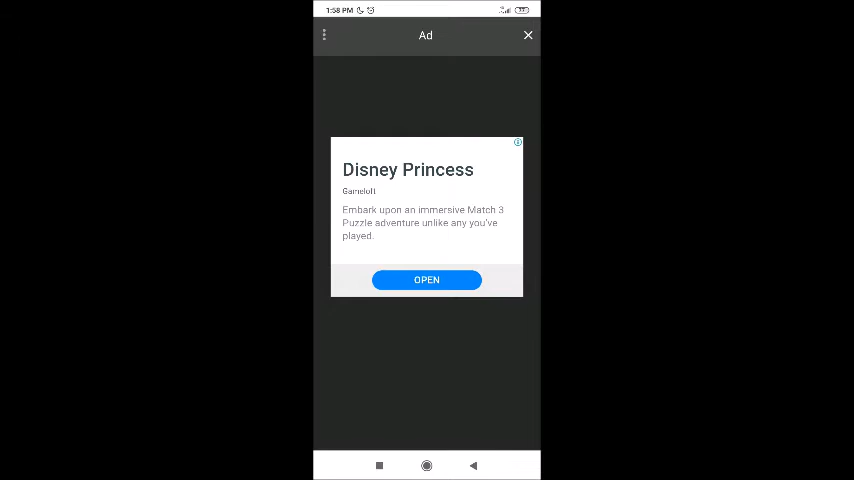 1:58 PM
Ad
Disney Princess
Gameloft
Embark upon an immersive Match 3
Puzzle adventure unlike any you've
played.
OPEN